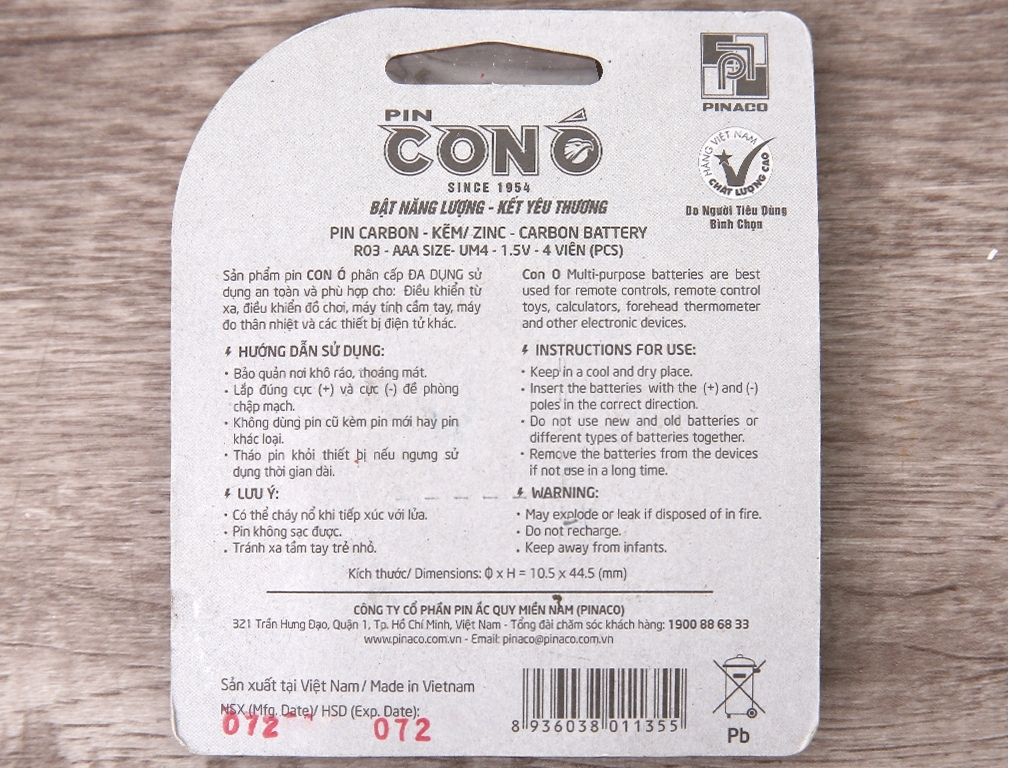 PINACO
HÀNG VIỆT NAM
CHẤT LƯỢNG CAO
Do Người Tiêu Dùng
Bình Chọn
PIN
CON Ó
SINCE 1954
BẬT NĂNG LƯỢNG - KẾT YÊU THƯƠNG
PIN CARBON - KẼM/ ZINC - CARBON BATTERY
R03 - AAA SIZE- UM4 - 1.5V - 4 VIÊN (PCS)
Sản phẩm pin CON Ó phân cấp ĐA DỤNG sử
dụng an toàn và phù hợp cho: Điều khiển từ
xa, điều khiển đồ chơi, máy tính cầm tay, máy
đo thân nhiệt và các thiết bị điện tử khác.
HƯỚNG DẪN SỬ DỤNG:
• Bảo quản nơi khô ráo, thoáng mát.
• Lắp đúng cực (+) và cực (-) để phòng
chập mạch.
• Không dùng pin cũ kèm pin mới hay pin
khác loại.
• Tháo pin khỏi thiết bị nếu ngưng sử
dụng thời gian dài.
LƯU Ý:
• Có thể cháy nổ khi tiếp xúc với lửa.
• Pin không sạc được.
• Tránh xa tầm tay trẻ nhỏ.
Con O Multi-purpose batteries are best
used for remote controls, remote control
toys, calculators, forehead thermometer
and other electronic devices.
INSTRUCTIONS FOR USE:
• Keep in a cool and dry place.
• Insert the batteries with the (+) and (-)
poles in the correct direction.
• Do not use new and old batteries or
different types of batteries together.
• Remove the batteries from the devices
if not use in a long time.
WARNING:
• May explode or leak if disposed of in fire.
• Do not recharge.
• Keep away from infants.
Kích thước/ Dimensions: Φ x H = 10.5 x 44.5 (mm)
CÔNG TY CỔ PHẦN PIN ẮC QUY MIỀN NAM (PINACO)
321 Trần Hưng Đạo, Quận 1, Tp. Hồ Chí Minh, Việt Nam - Tổng đài chăm sóc khách hàng: 1900 88 68 33
www.pinaco.com.vn - Email: pinaco@pinaco.com.vn
Sản xuất tại Việt Nam / Made in Vietnam
NSX (Mfg. Date)/ HSD (Exp. Date):
072 072
8 936038 011355
Pb